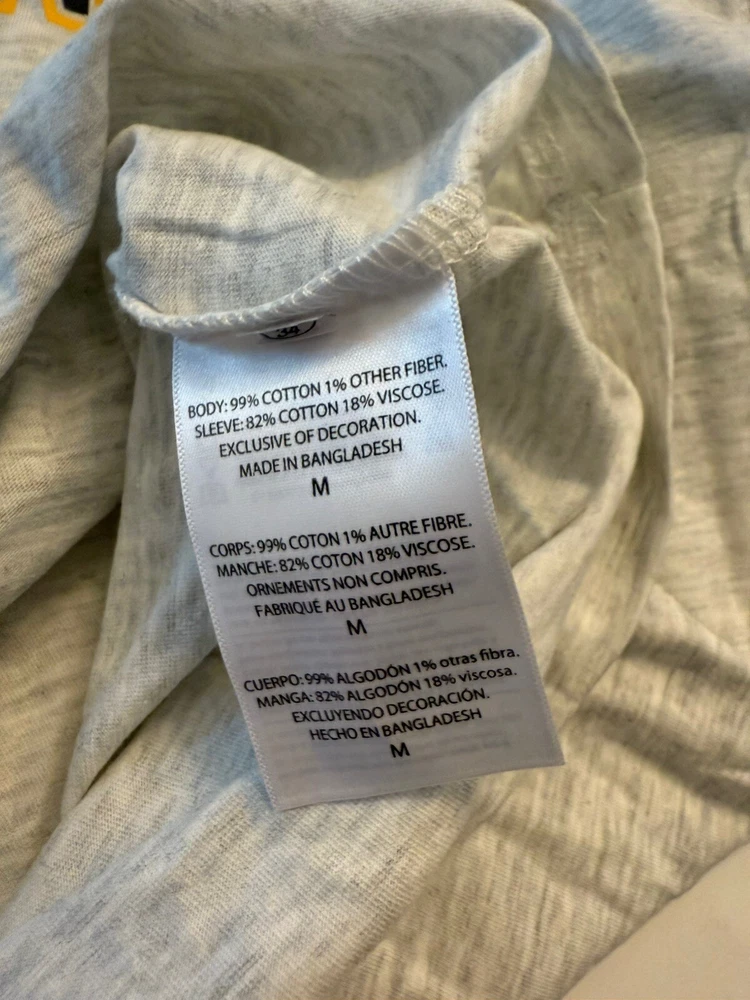 34
BODY: 99% COTTON 1% OTHER FIBER.
SLEEVE: 82% COTTON 18% VISCOSE.
EXCLUSIVE OF DECORATION.
MADE IN BANGLADESH
M
CORPS: 99% COTON 1% AUTRE FIBRE.
MANCHE: 82% COTON 18% VISCOSE.
ORNEMENTS NON COMPRIS.
FABRIQUÉ AU BANGLADESH
M
CUERPO: 99% ALGODÓN 1% otras fibra.
MANGA: 82% ALGODÓN 18% viscosa.
EXCLUYENDO DECORACIÓN.
HECHO EN BANGLADESH
M